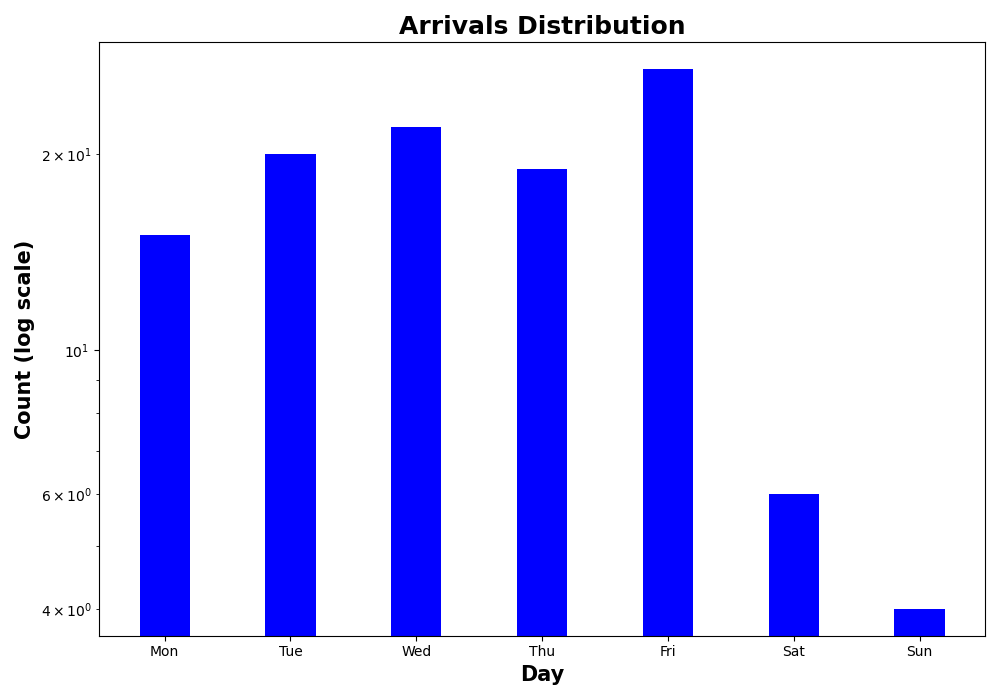 Arrivals Distribution
Count (log scale)
2 × 10¹
10¹
6 × 10⁰
4 × 10⁰
Mon Tue Wed Thu Fri Sat Sun
Day